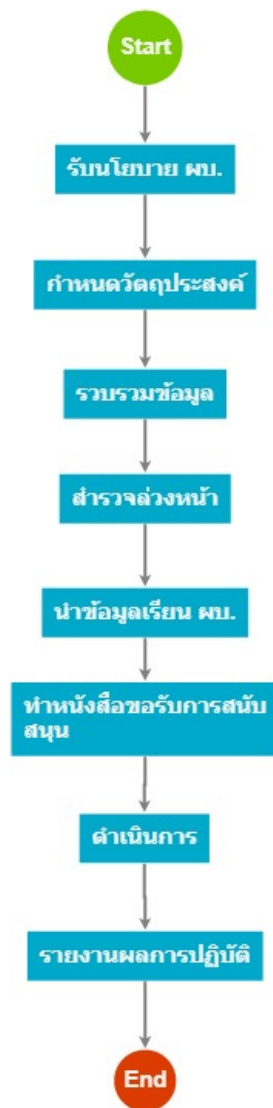 Start
รับนโยบาย ผบ.
กำหนดวัตถุประสงค์
รวบรวมข้อมูล
สำรวจล่วงหน้า
นำข้อมูลเรียน ผบ.
ทำหนังสือขอรับการสนับ
สนุน
ดำเนินการ
รายงานผลการปฏิบัติ
End